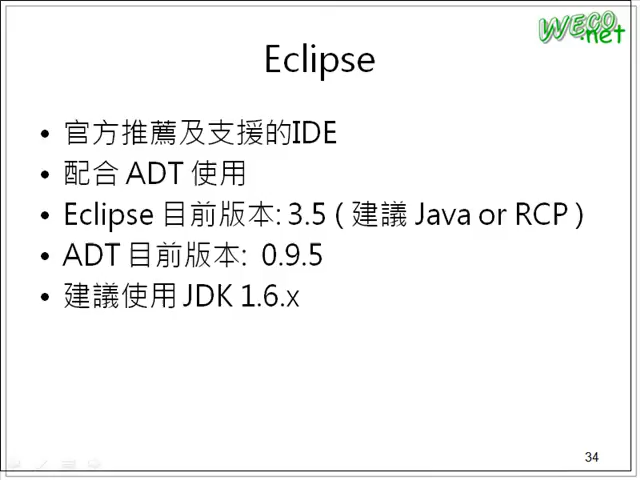 WECO.net
Eclipse
• 官方推薦及支援的IDE
• 配合 ADT 使用
• Eclipse 目前版本: 3.5 ( 建議 Java or RCP )
• ADT 目前版本:  0.9.5
• 建議使用 JDK 1.6.x
34